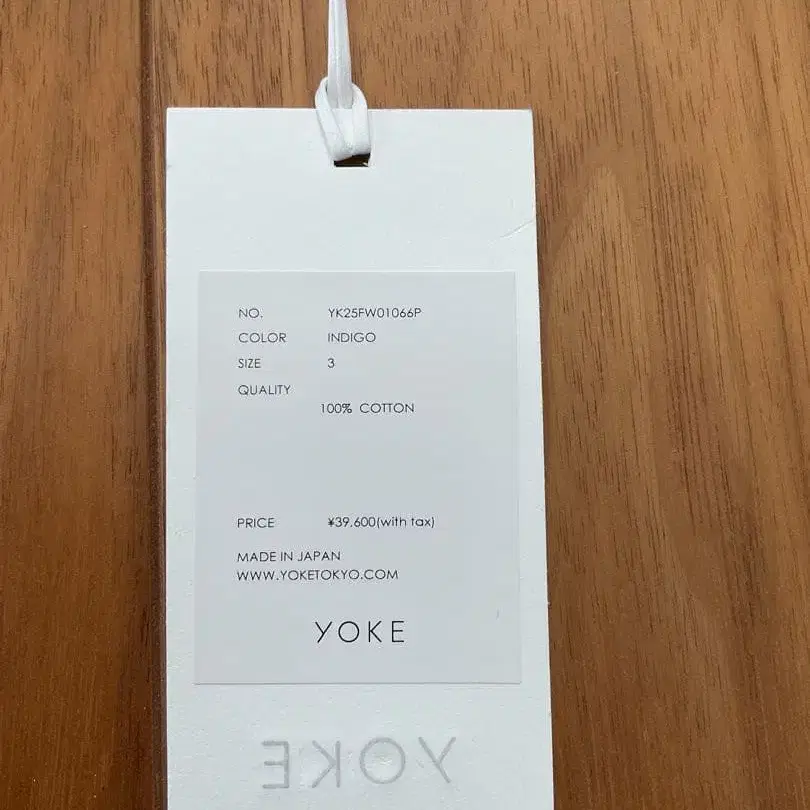 NO. YK25FW01066P
COLOR INDIGO
SIZE 3
QUALITY
100% COTTON
PRICE ¥39.600(with tax)
MADE IN JAPAN
WWW.YOKETOKYO.COM
YOKE
YOKE